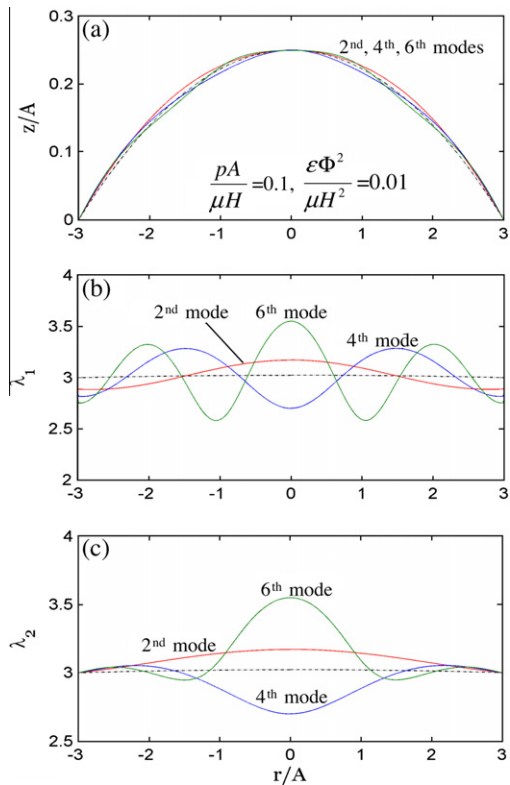 (a)
2nd, 4th, 6th modes
z/A
pA/μH=0.1, εΦ²/μH²=0.01
0.3
0.2
0.1
0
-3 -2 -1 0 1 2 3
(b)
2nd mode
6th mode
4th mode
λ1
4
3.5
3
2.5
2
-3 -2 -1 0 1 2 3
(c)
6th mode
2nd mode
4th mode
λ2
4
3.5
3
2.5
-3 -2 -1 0 1 2 3
r/A